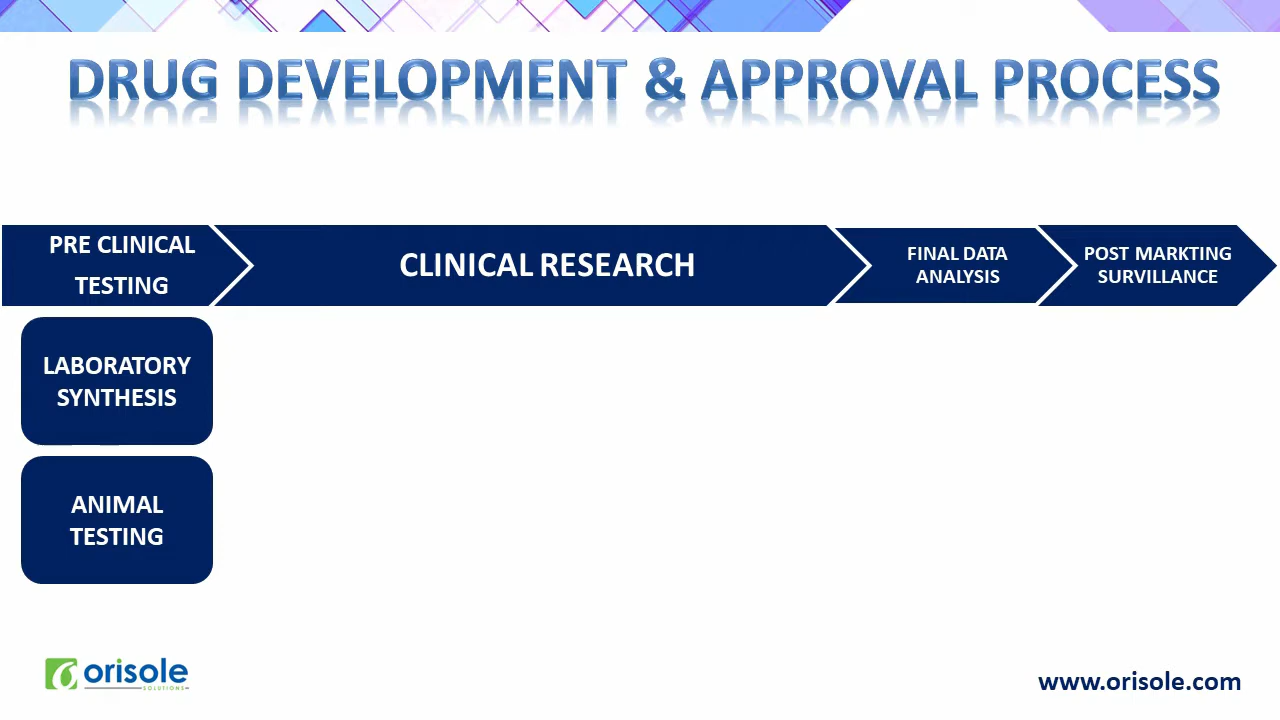 DRUG DEVELOPMENT & APPROVAL PROCESS
PRE CLINICAL
TESTING
CLINICAL RESEARCH
FINAL DATA
ANALYSIS
POST MARKTING
SURVILLANCE
LABORATORY
SYNTHESIS
ANIMAL
TESTING
orisole
SOLUTIONS
www.orisole.com